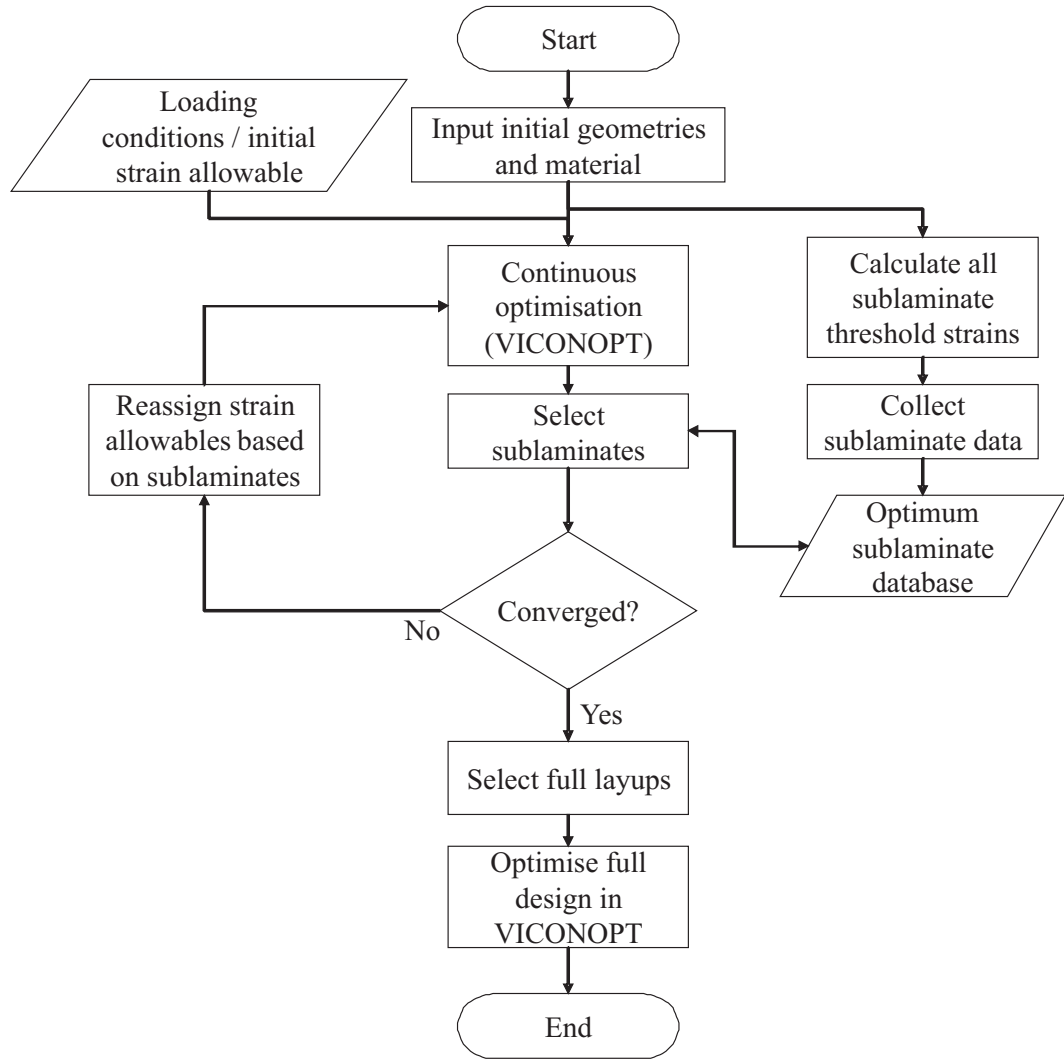 Start
Loading
conditions / initial
strain allowable
Input initial geometries
and material
Continuous
optimisation
(VICONOPT)
Calculate all
sublaminate
threshold strains
Reassign strain
allowables based
on sublaminates
Select
sublaminates
Collect
sublaminate data
Optimum
sublaminate
database
Converged?
No
Yes
Select full layups
Optimise full
design in
VICONOPT
End